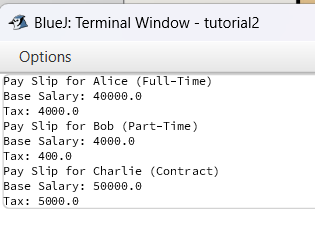 BlueJ: Terminal Window - tutorial2
Options
Pay Slip for Alice (Full-Time)
Base Salary: 40000.0
Tax: 4000.0
Pay Slip for Bob (Part-Time)
Base Salary: 4000.0
Tax: 400.0
Pay Slip for Charlie (Contract)
Base Salary: 50000.0
Tax: 5000.0